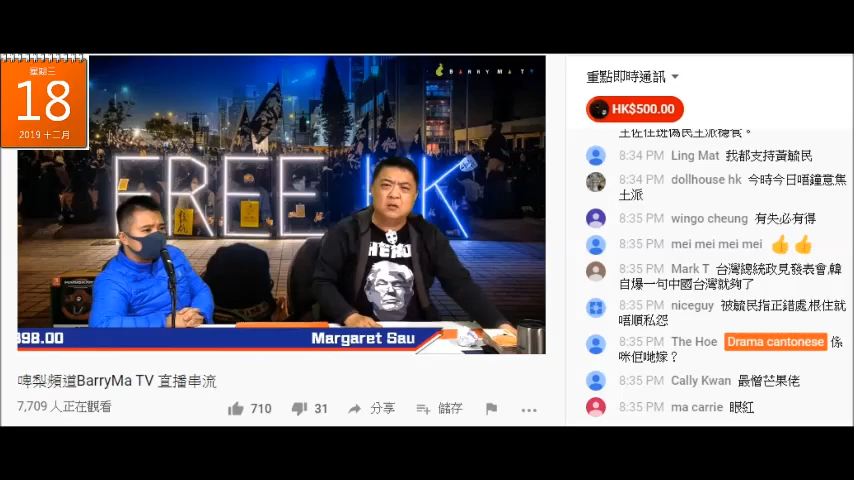 星期三
18
2019 十二月
BARRYMA TV
FREE HK
HERO
898.00
Margaret Sau
啤梨頻道BarryMa TV 直播串流
7,709 人正在觀看
710
31
分享
儲存
重點即時通訊
HK$500.00
8:34 PM Ling Mat 我都支持黃毓民
8:34 PM dollhouse hk 今時今日唔鐘意焦
土派
8:35 PM wingo cheung 有失必有得
8:35 PM mei mei mei mei 👍👍
8:35 PM Mark T 台灣總統政見發表會,韓
自爆一句中國台灣就夠了
8:35 PM niceguy 被毓民指正錯處,根住就
唔順私怨
8:35 PM The Hoe Drama cantonese 係
咪佢哋嫁？
8:35 PM Cally Kwan 最僧芒果佬
8:35 PM ma carrie 眼紅